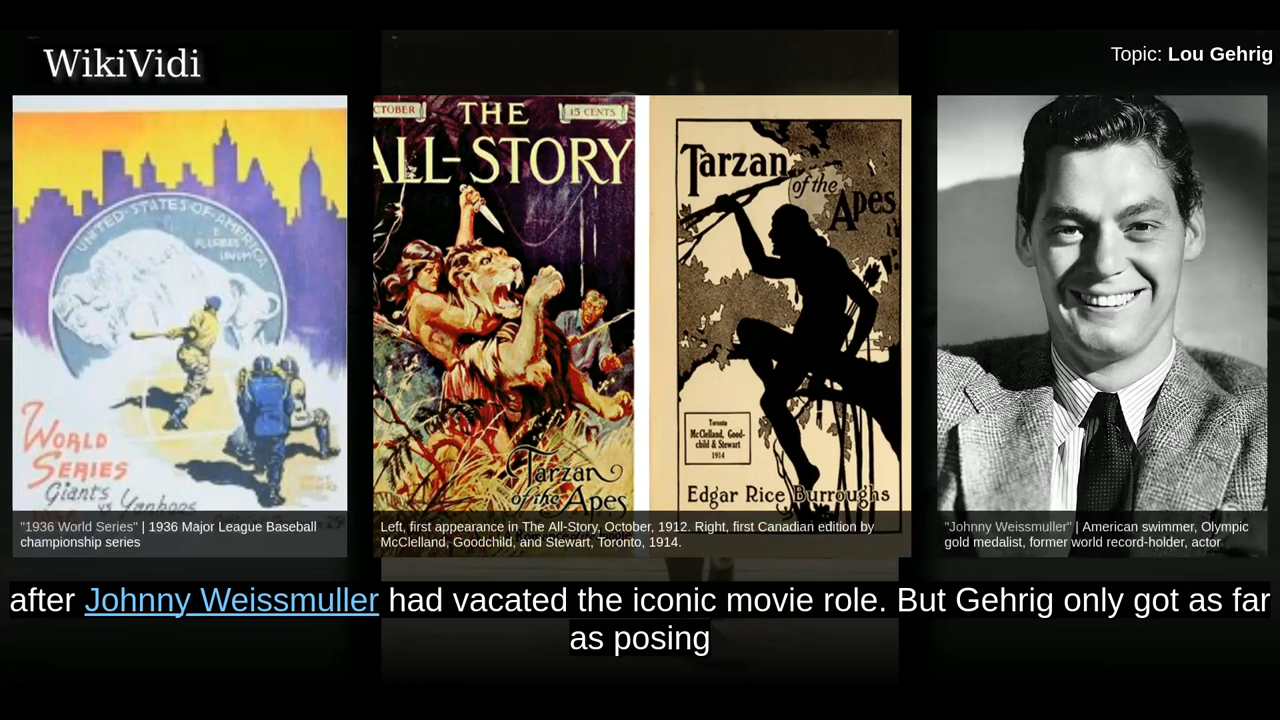 WikiVidi
Topic: Lou Gehrig
UNITED·STATES·OF·AMERICA
E
PLURIBUS
UNUM
WORLD
SERIES
Giants
vs Yankees
"1936 World Series" | 1936 Major League Baseball
championship series
OCTOBER
THE
15 CENTS
ALL-STORY
Tarzan
of the Apes
Tarzan
of the
Apes
Toronto
McClelland, Good-
child & Stewart
1914
Edgar Rice Burroughs
Left, first appearance in The All-Story, October, 1912. Right, first Canadian edition by
McClelland, Goodchild, and Stewart, Toronto, 1914.
"Johnny Weissmuller" | American swimmer, Olympic
gold medalist, former world record-holder, actor
after Johnny Weissmuller had vacated the iconic movie role. But Gehrig only got as far
as posing